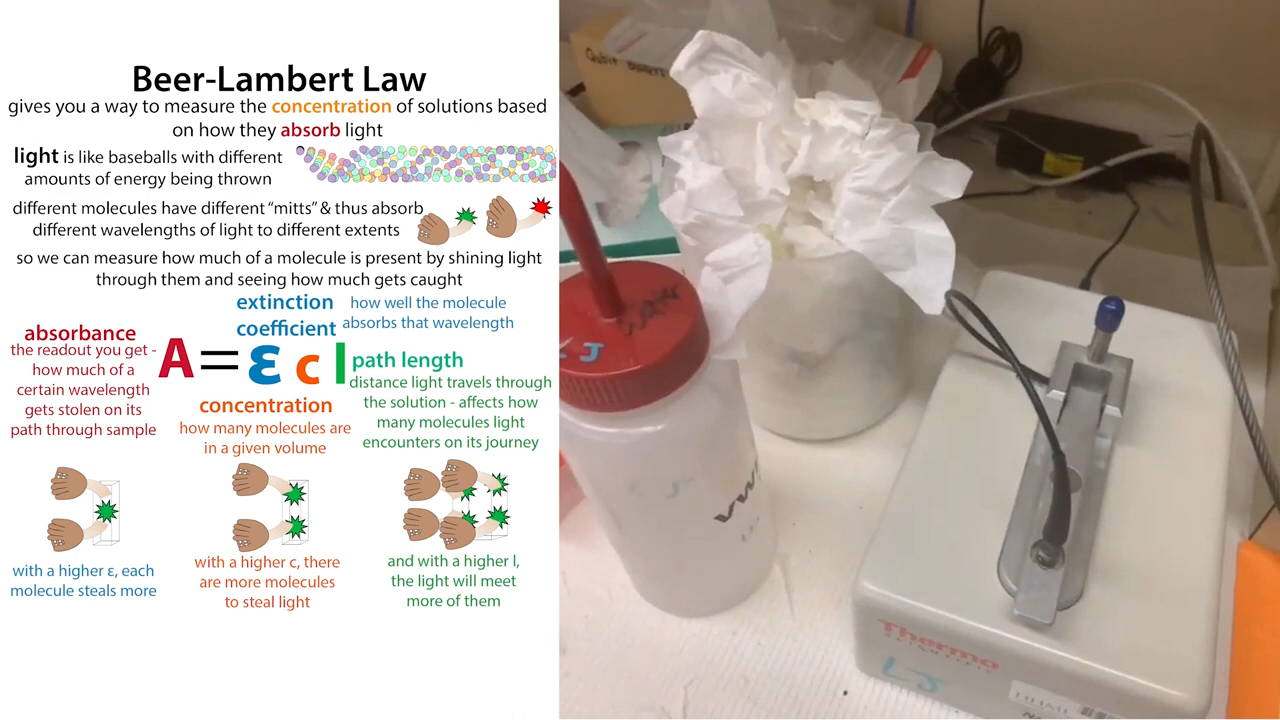 Beer-Lambert Law
gives you a way to measure the concentration of solutions based
on how they absorb light
light is like baseballs with different
amounts of energy being thrown
different molecules have different “mitts” & thus absorb
different wavelengths of light to different extents
so we can measure how much of a molecule is present by shining light
through them and seeing how much gets caught
extinction
coefficient
how well the molecule
absorbs that wavelength
absorbance
the readout you get -
how much of a
certain wavelength
gets stolen on its
path through sample
A = ε c l
path length
distance light travels through
the solution - affects how
many molecules light
encounters on its journey
concentration
how many molecules are
in a given volume
with a higher ε, each
molecule steals more
with a higher c, there
are more molecules
to steal light
and with a higher l,
the light will meet
more of them
Qubit Buffers
LJ
vwr
Thermo
SCIENTIFIC
LJ